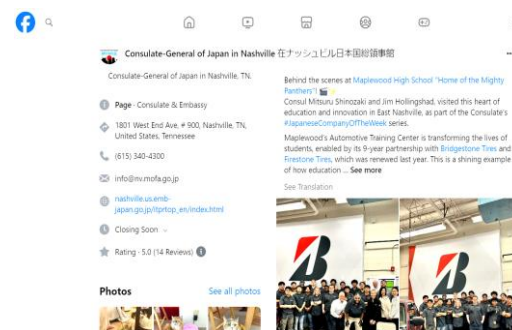 Consulate-General of Japan in Nashville 在ナッシュビル日本国総領事館
Consulate-General of Japan in Nashville, TN.
Page · Consulate & Embassy
1801 West End Ave, # 900, Nashville, TN,
United States, Tennessee
(615) 340-4300
info@nv.mofa.go.jp
nashville.us.emb-
japan.go.jp/itprtop_en/index.html
Closing Soon
Rating · 5.0 (14 Reviews)
Photos
See all photos
Behind the scenes at Maplewood High School "Home of the Mighty
Panthers"! 🎬✨
Consul Mitsuru Shinozaki and Jim Hollingshad, visited this heart of
education and innovation in East Nashville, as part of the Consulate's
#JapaneseCompanyOfTheWeek series.
Maplewood's Automotive Training Center is transforming the lives of
students, enabled by its 9-year partnership with Bridgestone Tires and
Firestone Tires, which was renewed last year. This is a shining example
of how education ... See more
See Translation